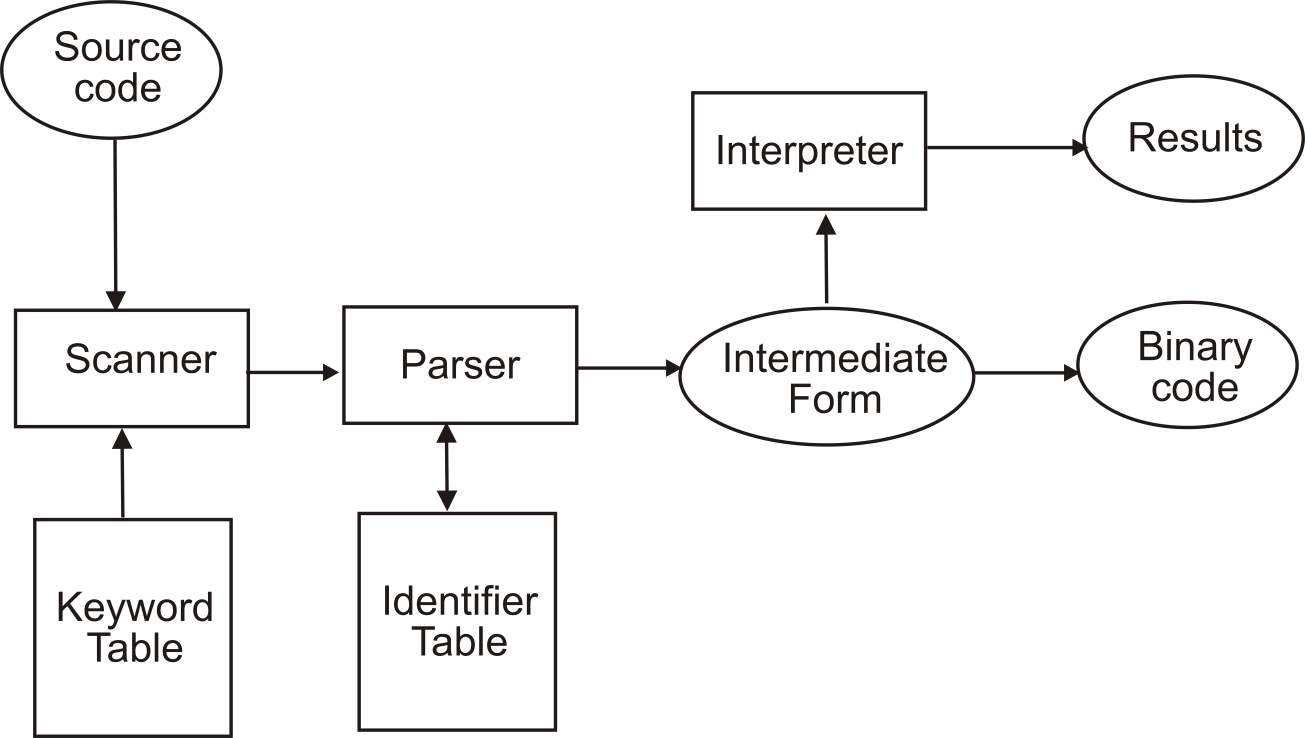 Source
code
Interpreter
Results
Scanner
Parser
Intermediate
Form
Binary
code
Keyword
Table
Identifier
Table